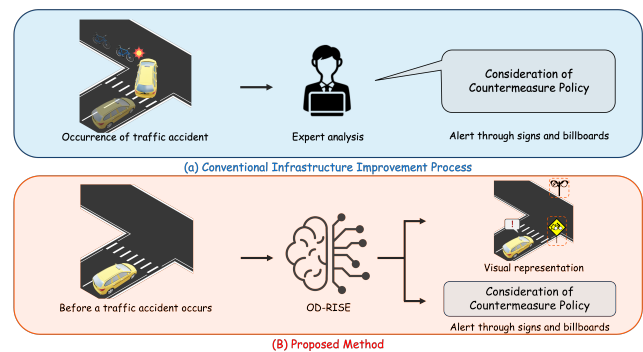 Consideration of
Countermeasure Policy
Occurrence of traffic accident
Expert analysis
Alert through signs and billboards
(a) Conventional Infrastructure Improvement Process
!
Visual representation
Before a traffic accident occurs
OD-RISE
Consideration of
Countermeasure Policy
Alert through signs and billboards
(B) Proposed Method